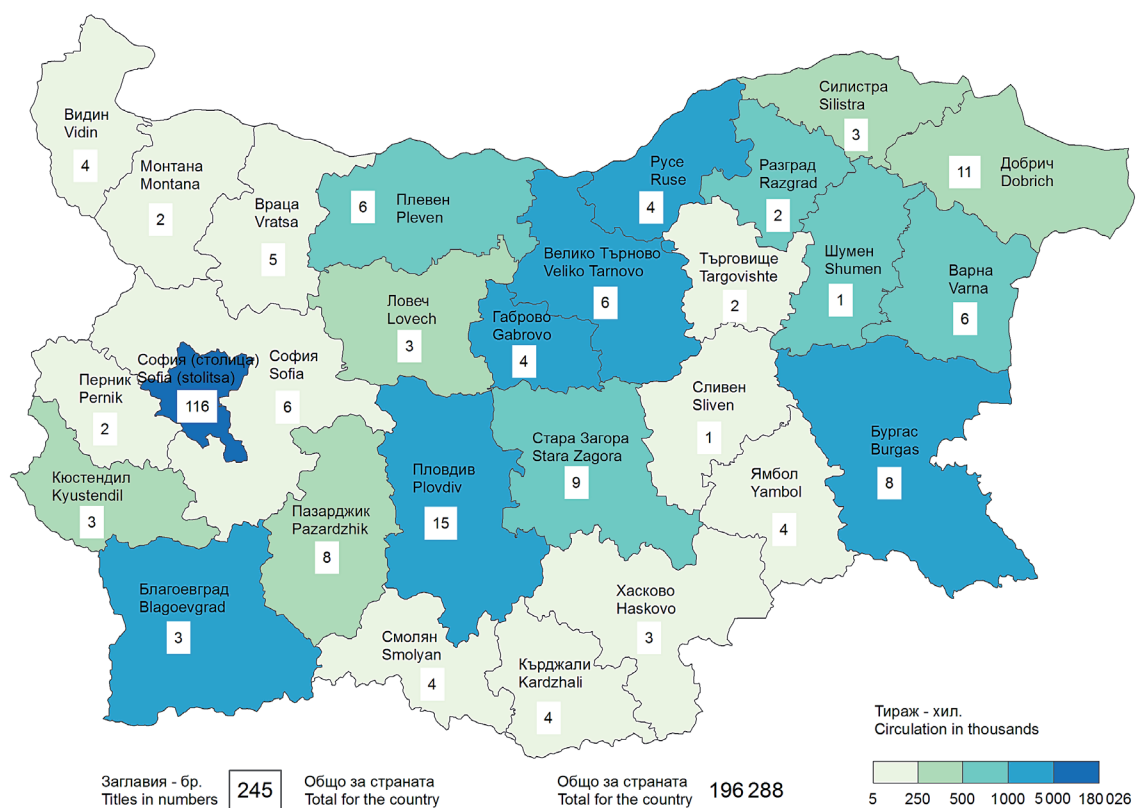 Видин
Vidin
4
Монтана
Montana
2
Враца
Vratsa
5
Плевен
Pleven
6
Ловеч
Lovech
3
Велико Търново
Veliko Tarnovo
6
Габрово
Gabrovo
4
Русе
Ruse
4
Разград
Razgrad
2
Силистра
Silistra
3
Добрич
Dobrich
11
Търговище
Targovishte
2
Шумен
Shumen
1
Варна
Varna
6
София (столица)
Sofia (stolitsa)
116
София
Sofia
6
Перник
Pernik
2
Кюстендил
Kyustendil
3
Благоевград
Blagoevgrad
3
Пазарджик
Pazardzhik
8
Пловдив
Plovdiv
15
Стара Загора
Stara Zagora
9
Сливен
Sliven
1
Ямбол
Yambol
4
Бургас
Burgas
8
Хасково
Haskovo
3
Смолян
Smolyan
4
Кърджали
Kardzhali
4
Тираж - хил.
Circulation in thousands
5 250 500 1000 5000 180 026
Заглавия - бр.
Titles in numbers
245
Общо за страната
Total for the country
Общо за страната
Total for the country
196 288